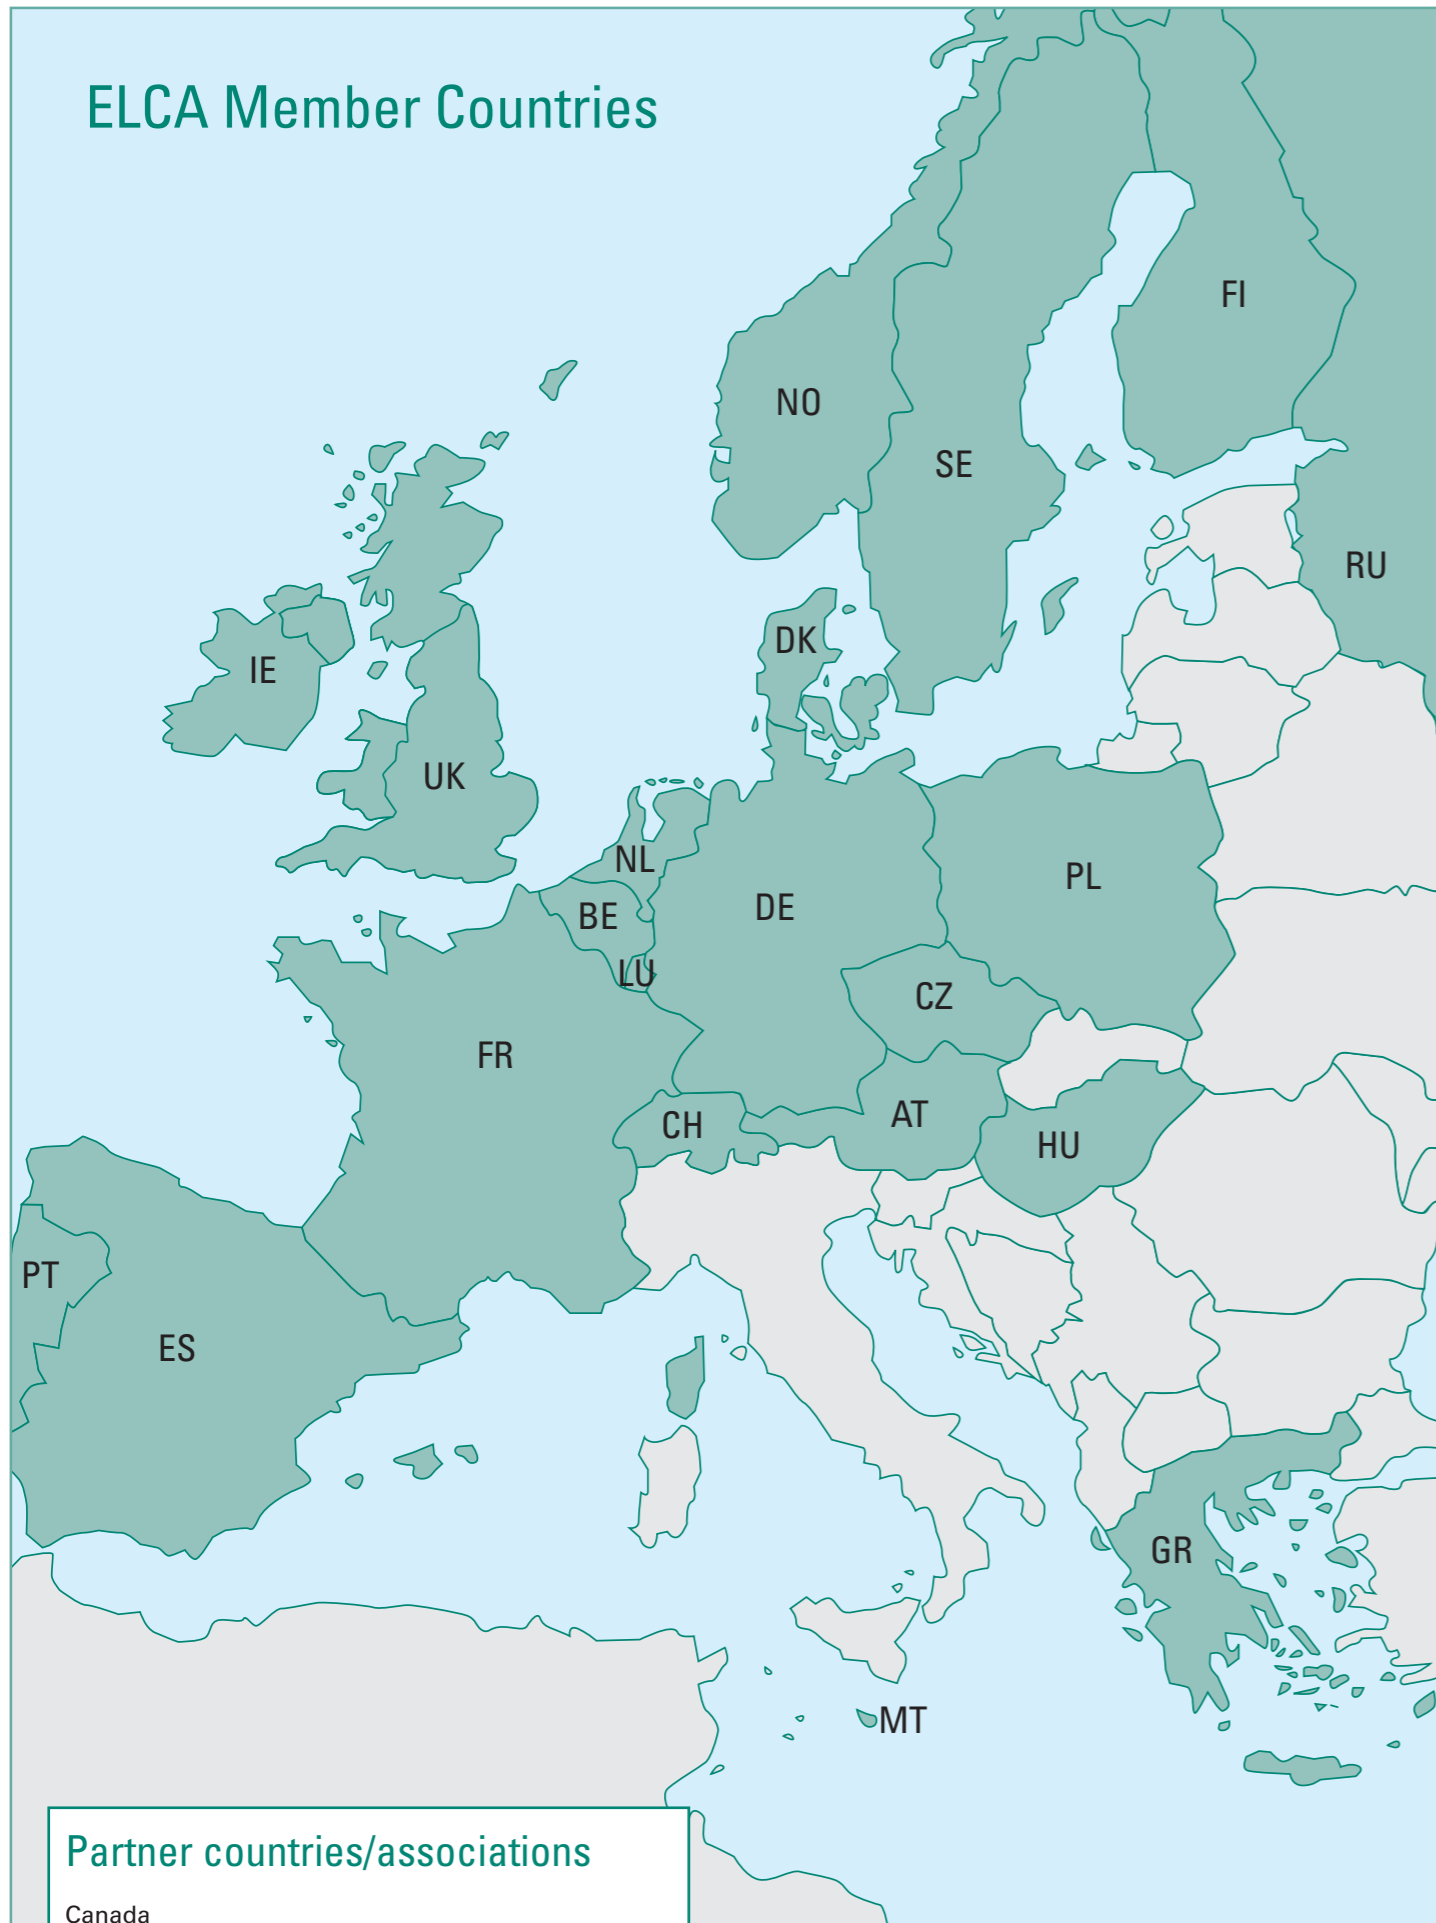 ELCA Member Countries
FI
NO
SE
RU
DK
IE
UK
NL
PL
DE
BE
LU
CZ
FR
AT
CH
HU
PT
ES
GR
MT
Partner countries/associations
Canada